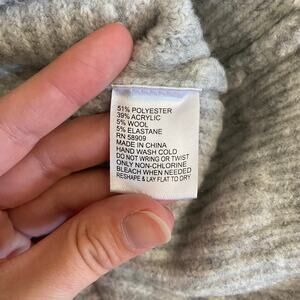 51% POLYESTER
39% ACRYLIC
5% WOOL
5% ELASTANE
RN 58909
MADE IN CHINA
HAND WASH COLD
DO NOT WRING OR TWIST
ONLY NON-CHLORINE
BLEACH WHEN NEEDED
RESHAPE & LAY FLAT TO DRY